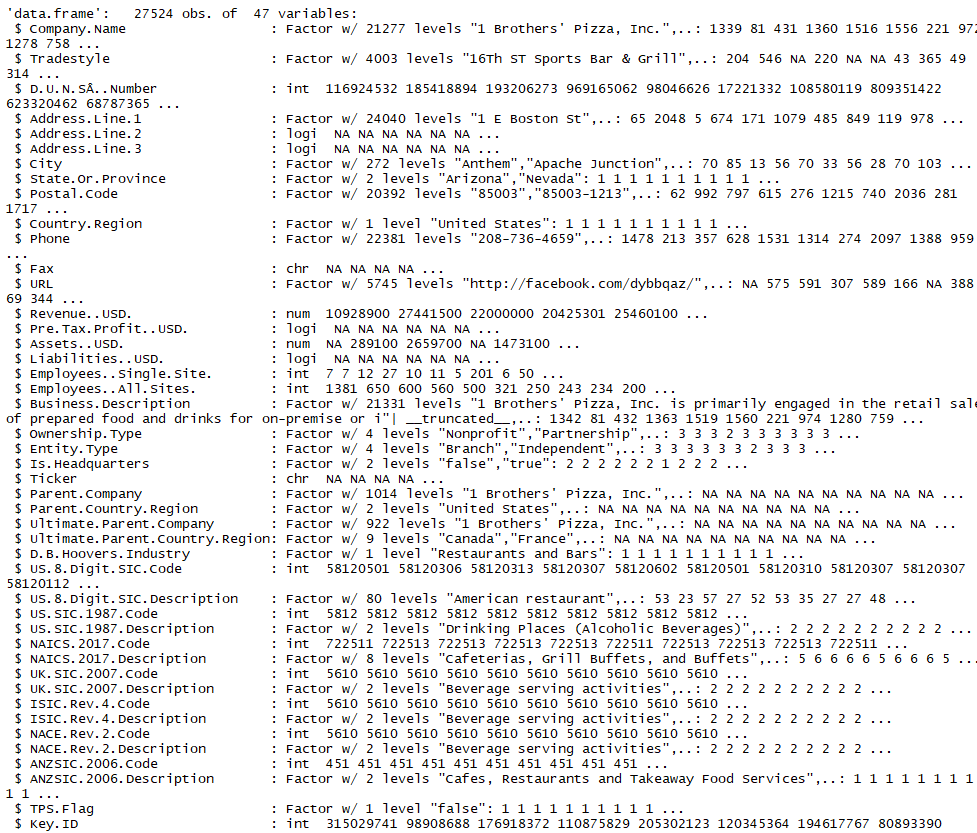 'data.frame':   27524 obs. of  47 variables:
 $ Company.Name                  : Factor w/ 21277 levels "1 Brothers' Pizza, Inc.",..: 1339 81 431 1360 1516 1556 221 972
1278 758 ...
 $ Tradestyle                    : Factor w/ 4003 levels "16Th ST Sports Bar & Grill",..: 204 546 NA 220 NA NA 43 365 49
314 ...
 $ D.U.N.SÂ..Number              : int  116924532 185418894 193206273 969165062 98046626 17221332 108580119 809351422
623320462 68787365 ...
 $ Address.Line.1                : Factor w/ 24040 levels "1 E Boston St",..: 65 2048 5 674 171 1079 485 849 119 978 ...
 $ Address.Line.2                : logi  NA NA NA NA NA NA ...
 $ Address.Line.3                : logi  NA NA NA NA NA NA ...
 $ City                          : Factor w/ 272 levels "Anthem","Apache Junction",..: 70 85 13 56 70 33 56 28 70 103 ...
 $ State.Or.Province             : Factor w/ 2 levels "Arizona","Nevada": 1 1 1 1 1 1 1 1 1 1 ...
 $ Postal.Code                   : Factor w/ 20392 levels "85003","85003-1213",..: 62 992 797 615 276 1215 740 2036 281
1717 ...
 $ Country.Region                : Factor w/ 1 level "United States": 1 1 1 1 1 1 1 1 1 1 ...
 $ Phone                         : Factor w/ 22381 levels "208-736-4659",..: 1478 213 357 628 1531 1314 274 2097 1388 959
...
 $ Fax                           : chr  NA NA NA NA ...
 $ URL                           : Factor w/ 5745 levels "http://facebook.com/dybbqaz/",..: NA 575 591 307 589 166 NA 388
69 344 ...
 $ Revenue..USD.                 : num  10928900 27441500 22000000 20425301 25460100 ...
 $ Pre.Tax.Profit..USD.          : logi  NA NA NA NA NA NA ...
 $ Assets..USD.                  : num  NA 289100 2659700 NA 1473100 ...
 $ Liabilities..USD.             : logi  NA NA NA NA NA NA ...
 $ Employees..Single.Site.       : int  7 7 12 27 10 11 5 201 6 50 ...
 $ Employees..All.Sites.         : int  1381 650 600 560 500 321 250 243 234 200 ...
 $ Business.Description          : Factor w/ 21331 levels "1 Brothers' Pizza, Inc. is primarily engaged in the retail sale
of prepared food and drinks for on-premise or i"| __truncated__,..: 1342 81 432 1363 1519 1560 221 974 1280 759 ...
 $ Ownership.Type                : Factor w/ 4 levels "Nonprofit","Partnership",..: 3 3 3 2 3 3 3 3 3 3 ...
 $ Entity.Type                   : Factor w/ 4 levels "Branch","Independent",..: 3 3 3 3 3 3 2 3 3 3 ...
 $ Is.Headquarters               : Factor w/ 2 levels "false","true": 2 2 2 2 2 2 1 2 2 2 ...
 $ Ticker                        : chr  NA NA NA NA ...
 $ Parent.Company                : Factor w/ 1014 levels "1 Brothers' Pizza, Inc.",..: NA NA NA NA NA NA NA NA NA NA ...
 $ Parent.Country.Region         : Factor w/ 2 levels "United States",..: NA NA NA NA NA NA NA NA NA NA ...
 $ Ultimate.Parent.Company       : Factor w/ 922 levels "1 Brothers' Pizza, Inc.",..: NA NA NA NA NA NA NA NA NA NA ...
 $ Ultimate.Parent.Country.Region: Factor w/ 9 levels "Canada","France",..: NA NA NA NA NA NA NA NA NA NA ...
 $ D.B.Hoovers.Industry          : Factor w/ 1 level "Restaurants and Bars": 1 1 1 1 1 1 1 1 1 1 ...
 $ US.8.Digit.SIC.Code           : int  58120501 58120306 58120313 58120307 58120602 58120501 58120310 58120307 58120307
58120112 ...
 $ US.8.Digit.SIC.Description    : Factor w/ 80 levels "American restaurant",..: 53 23 57 27 52 53 35 27 27 48 ...
 $ US.SIC.1987.Code              : int  5812 5812 5812 5812 5812 5812 5812 5812 5812 5812 ...
 $ US.SIC.1987.Description       : Factor w/ 2 levels "Drinking Places (Alcoholic Beverages)",..: 2 2 2 2 2 2 2 2 2 2 ...
 $ NAICS.2017.Code               : int  722511 722513 722513 722513 722513 722511 722513 722513 722513 722511 ...
 $ NAICS.2017.Description        : Factor w/ 8 levels "Cafeterias, Grill Buffets, and Buffets",..: 5 6 6 6 6 5 6 6 6 5 ...
 $ UK.SIC.2007.Code              : int  5610 5610 5610 5610 5610 5610 5610 5610 5610 5610 ...
 $ UK.SIC.2007.Description       : Factor w/ 2 levels "Beverage serving activities",..: 2 2 2 2 2 2 2 2 2 2 ...
 $ ISIC.Rev.4.Code               : int  5610 5610 5610 5610 5610 5610 5610 5610 5610 5610 ...
 $ ISIC.Rev.4.Description        : Factor w/ 2 levels "Beverage serving activities",..: 2 2 2 2 2 2 2 2 2 2 ...
 $ NACE.Rev.2.Code               : int  5610 5610 5610 5610 5610 5610 5610 5610 5610 5610 ...
 $ NACE.Rev.2.Description        : Factor w/ 2 levels "Beverage serving activities",..: 2 2 2 2 2 2 2 2 2 2 ...
 $ ANZSIC.2006.Code              : int  451 451 451 451 451 451 451 451 451 451 ...
 $ ANZSIC.2006.Description       : Factor w/ 2 levels "Cafes, Restaurants and Takeaway Food Services",..: 1 1 1 1 1 1 1 1
1 1 ...
 $ TPS.Flag                      : Factor w/ 1 level "false": 1 1 1 1 1 1 1 1 1 1 ...
 $ Key.ID                        : int  315029741 98908688 176918372 110875829 205302123 120345364 194617767 80893390